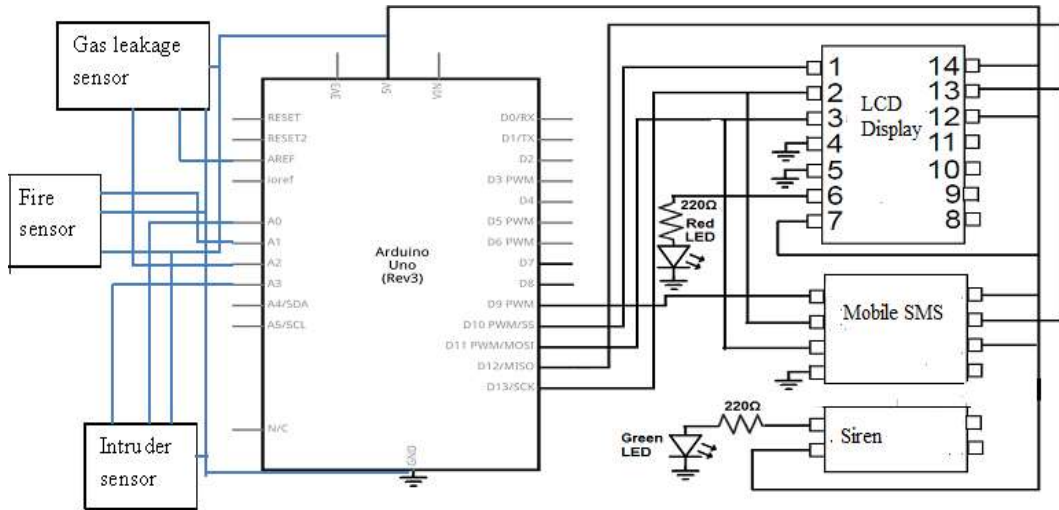 Gas leakage
sensor
Fire
sensor
Intruder
sensor
3V3
5V
VIN
RESET
RESET2
AREF
ioref
A0
A1
A2
A3
A4/SDA
A5/SCL
N/C
Arduino
Uno
(Rev3)
D0/RX
D1/TX
D2
D3 PWM
D4
D5 PWM
D6 PWM
D7
D8
D9 PWM
D10 PWM/SS
D11 PWM/MOSI
D12/MISO
D13/SCK
GND
220Ω
Red
LED
1
2
3
4
5
6
7
LCD
Display
14
13
12
11
10
9
8
Mobile SMS
220Ω
Green
LED
Siren